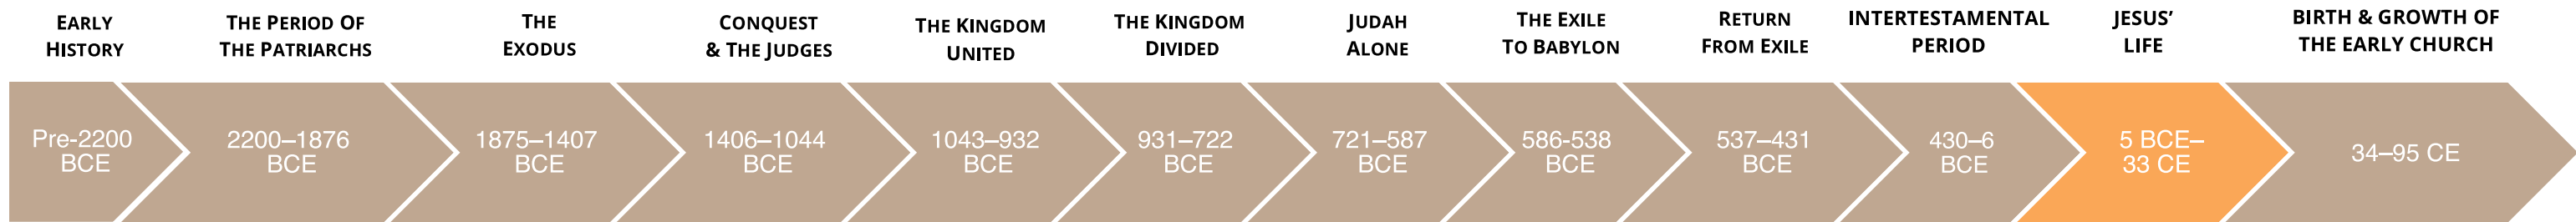 EARLY
HISTORY
THE PERIOD OF
THE PATRIARCHS
THE
EXODUS
CONQUEST
& THE JUDGES
THE KINGDOM
UNITED
THE KINGDOM
DIVIDED
JUDAH
ALONE
THE EXILE
TO BABYLON
RETURN
FROM EXILE
INTERTESTAMENTAL
PERIOD
JESUS’
LIFE
BIRTH & GROWTH OF
THE EARLY CHURCH
Pre-2200
BCE
2200–1876
BCE
1875–1407
BCE
1406–1044
BCE
1043–932
BCE
931–722
BCE
721–587
BCE
586-538
BCE
537–431
BCE
430–6
BCE
5 BCE–
33 CE
34–95 CE